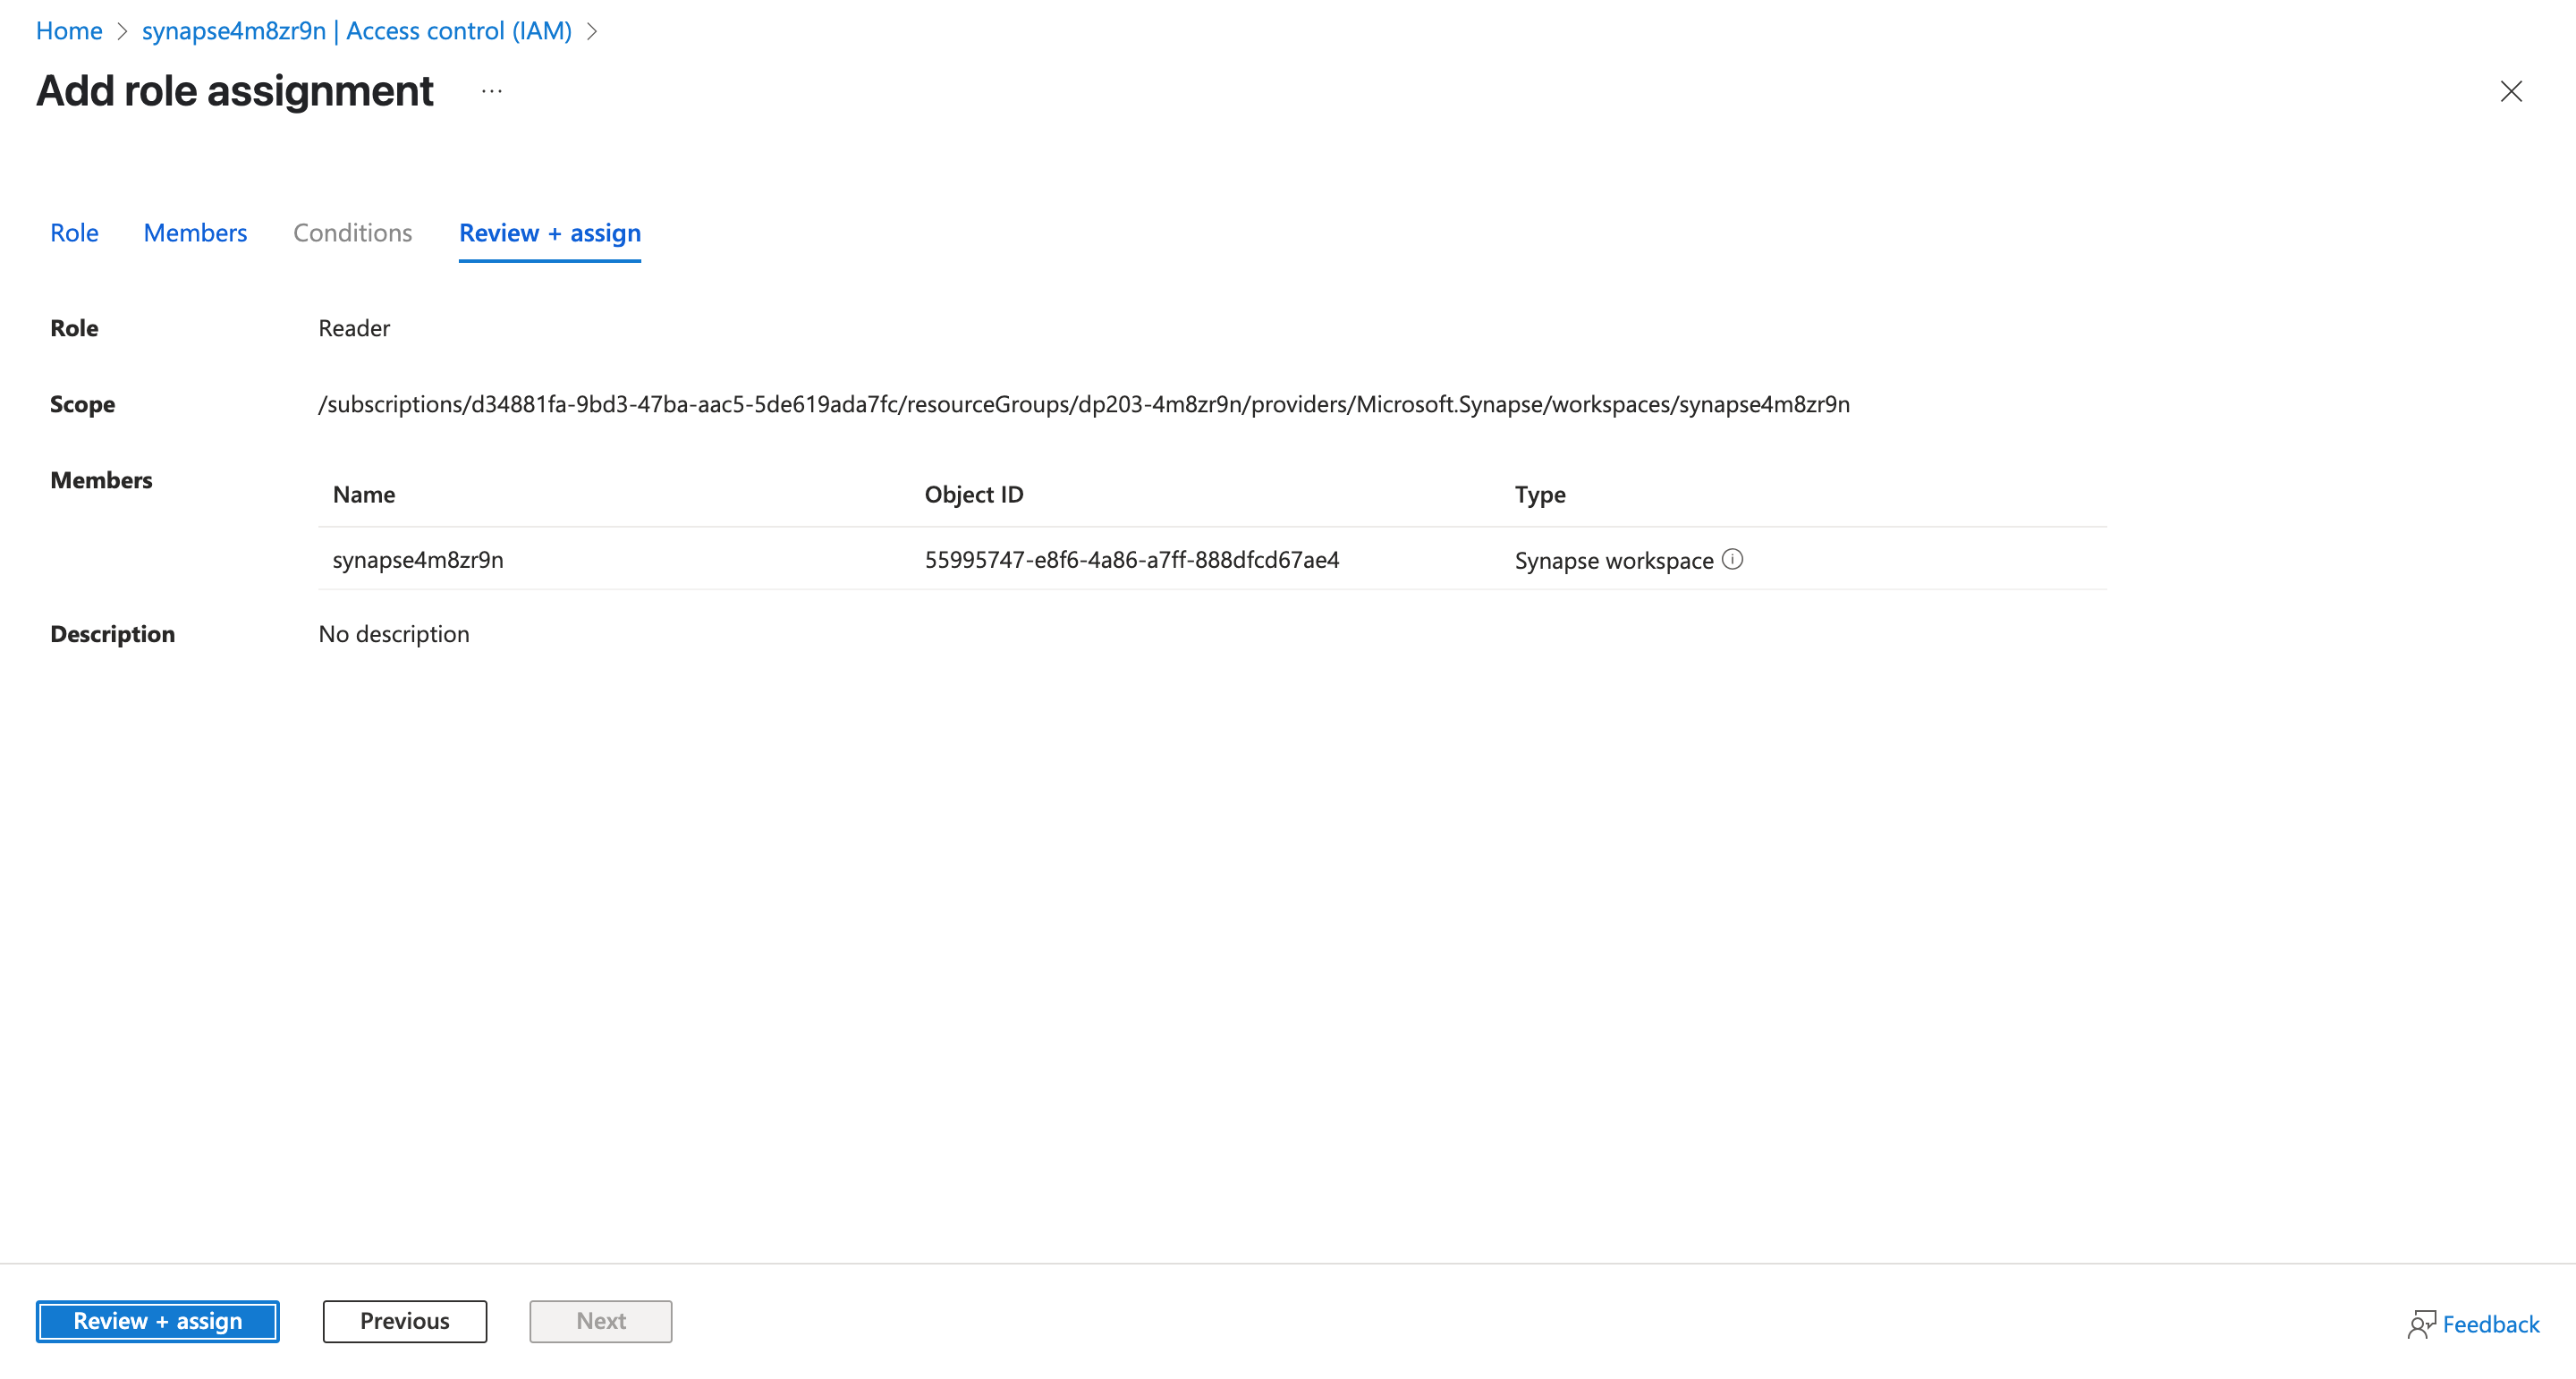 Home > synapse4m8zr9n | Access control (IAM) >
Add role assignment ...
Role Members Conditions Review + assign
Role Reader
Scope /subscriptions/d34881fa-9bd3-47ba-aac5-5de619ada7fc/resourceGroups/dp203-4m8zr9n/providers/Microsoft.Synapse/workspaces/synapse4m8zr9n
Members Name Object ID Type
synapse4m8zr9n 55995747-e8f6-4a86-a7ff-888dfcd67ae4 Synapse workspace
Description No description
Review + assign Previous Next Feedback